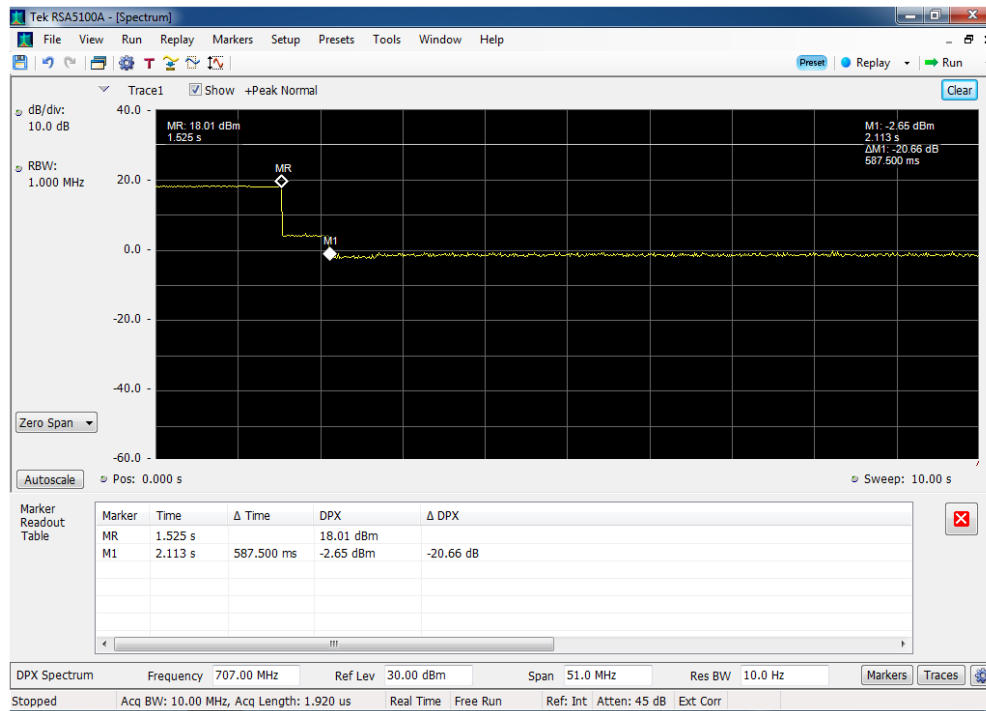 Tek RSA5100A - [Spectrum]
File View Run Replay Markers Setup Presets Tools Window Help
T Preset Replay Run
Trace1 Show +Peak Normal Clear
dB/div:
10.0 dB
RBW:
1.000 MHz
40.0 -
20.0 -
0.0 -
-20.0 -
-40.0 -
-60.0 -
MR: 18.01 dBm
1.525 s
M1: -2.65 dBm
2.113 s
ΔM1: -20.66 dB
587.500 ms
MR
M1
Zero Span
Autoscale Pos: 0.000 s Sweep: 10.00 s
Marker
Readout
Table
Marker Time Δ Time DPX Δ DPX
MR 1.525 s 18.01 dBm
M1 2.113 s 587.500 ms -2.65 dBm -20.66 dB
DPX Spectrum Frequency 707.00 MHz Ref Lev 30.00 dBm Span 51.0 MHz Res BW 10.0 Hz Markers Traces
Stopped Acq BW: 10.00 MHz, Acq Length: 1.920 us Real Time Free Run Ref: Int Atten: 45 dB Ext Corr